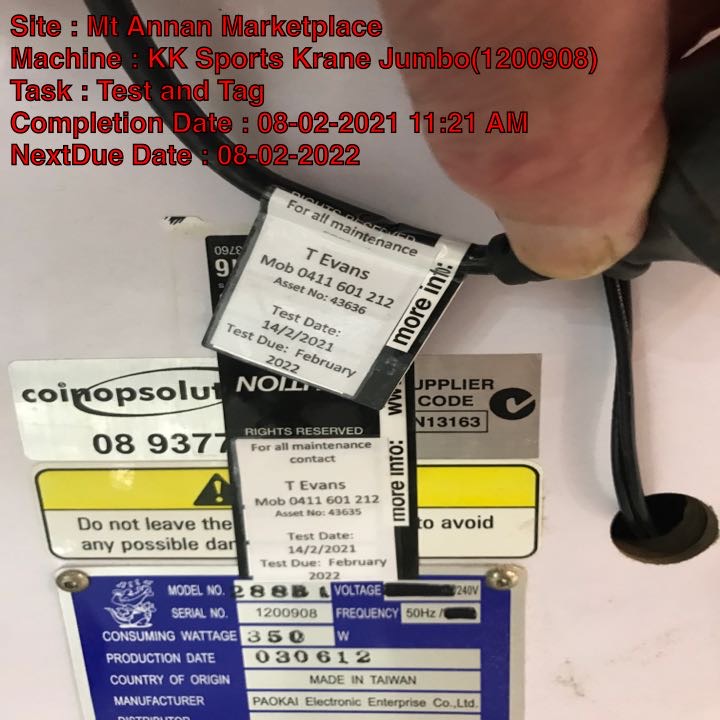 Site : Mt Annan Marketplace
Machine : KK Sports Krane Jumbo(1200908)
Task : Test and Tag
Completion Date : 08-02-2021 11:21 AM
NextDue Date : 08-02-2022
RIGHTS RESERVED
For all maintenance
T Evans
Mob 0411 601 212
Asset No: 43636
Test Date:
14/2/2021
Test Due: February
2022
more info:
coinopsolut
08 9377
SUPPLIER
CODE
N13163
RIGHTS RESERVED
For all maintenance
contact
T Evans
Mob 0411 601 212
Asset No: 43635
Test Date:
14/2/2021
Test Due: February
2022
more info:
Do not leave the
to avoid
any possible dan
MODEL NO. 288B1 VOLTAGE 240V
SERIAL NO. 1200908 FREQUENCY 50Hz /
CONSUMING WATTAGE 350 W
PRODUCTION DATE 030612
COUNTRY OF ORIGIN MADE IN TAIWAN
MANUFACTURER PAOKAI Electronic Enterprise Co.,Ltd.